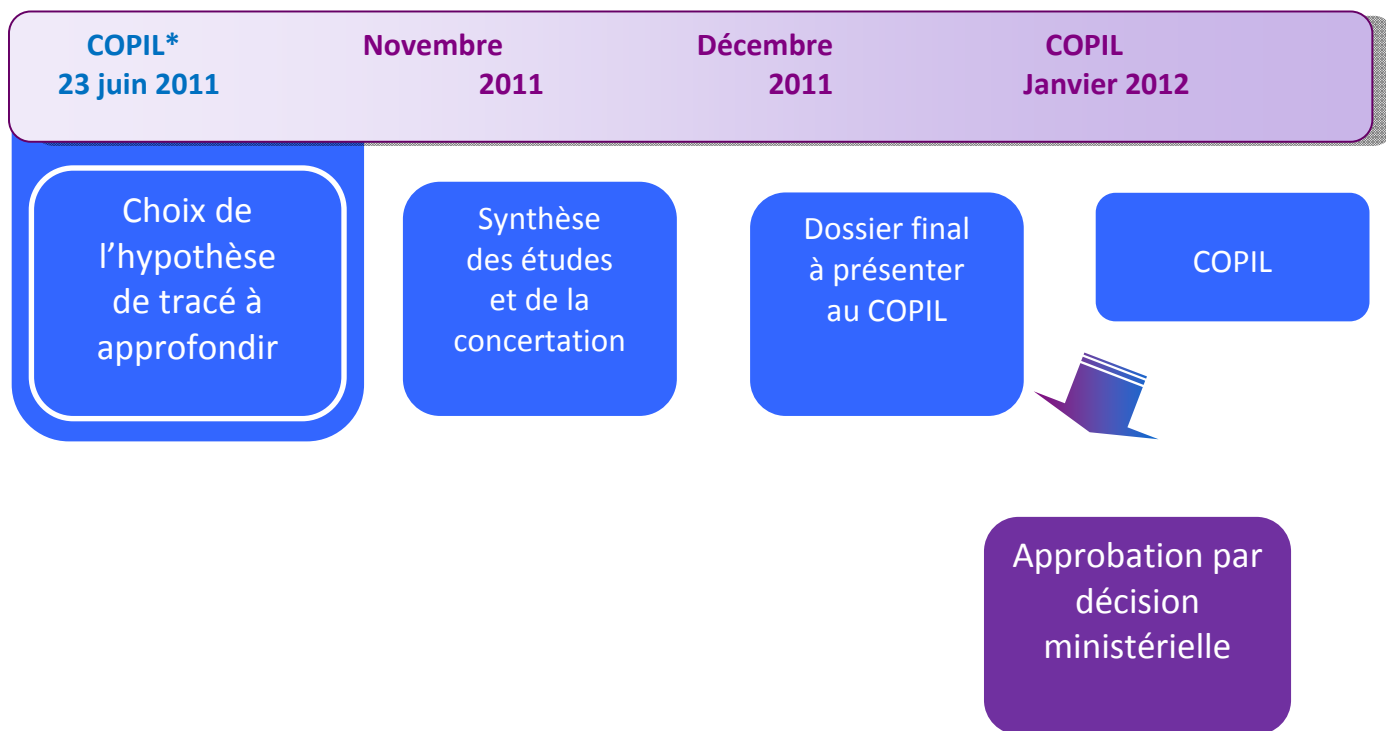 COPIL*
23 juin 2011
Novembre
2011
Décembre
2011
COPIL
Janvier 2012
Choix de
l’hypothèse
de tracé à
approfondir
Synthèse
des études
et de la
concertation
Dossier final
à présenter
au COPIL
COPIL
Approbation par
décision
ministérielle